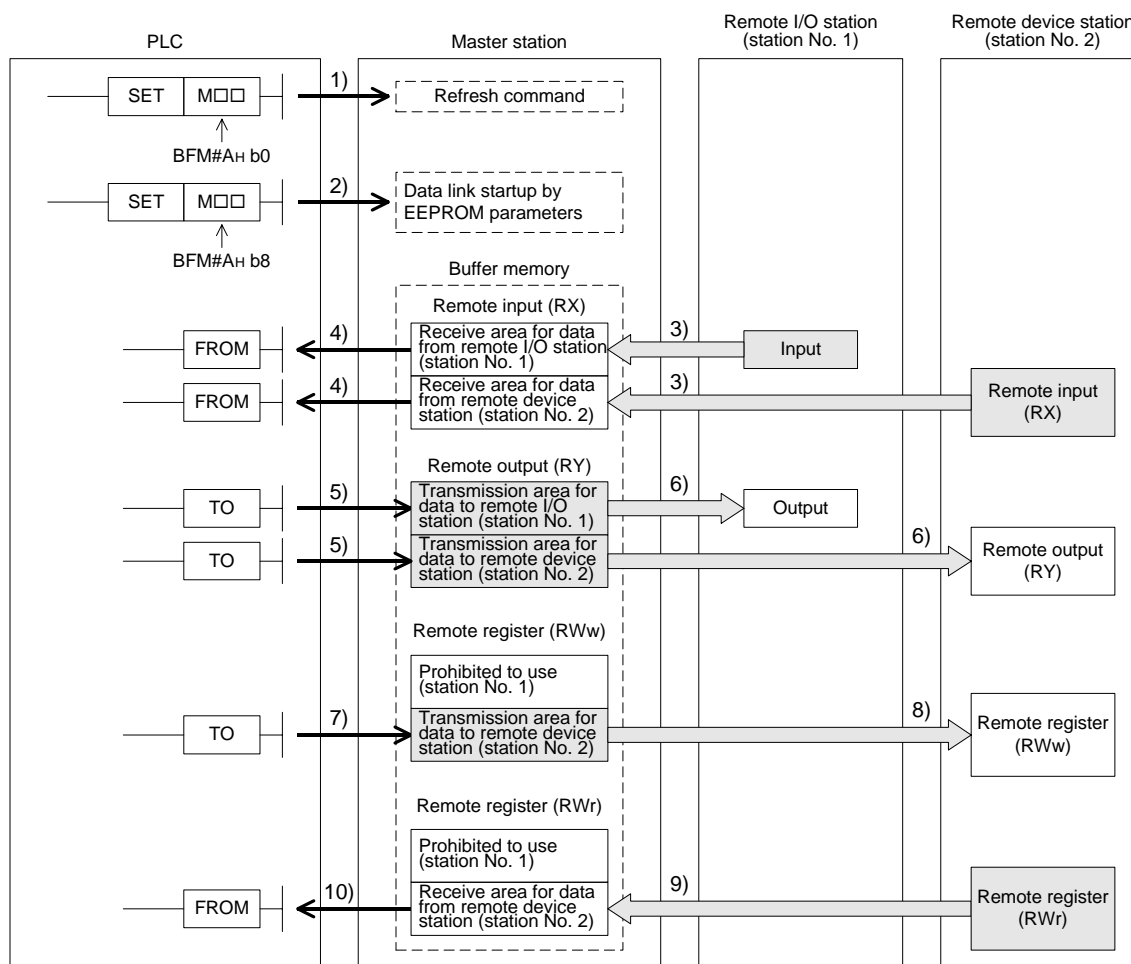 PLC
Master station
Remote I/O station
(station No. 1)
Remote device station
(station No. 2)
SET M□□
1)
Refresh command
BFM#AH b0
SET M□□
2)
Data link startup by
EEPROM parameters
BFM#AH b8
Buffer memory
Remote input (RX)
FROM
4)
Receive area for data
from remote I/O station
(station No. 1)
3)
Input
FROM
4)
Receive area for data
from remote device
station (station No. 2)
3)
Remote input
(RX)
Remote output (RY)
TO
5)
Transmission area for
data to remote I/O
station (station No. 1)
6)
Output
TO
5)
Transmission area for
data to remote device
station (station No. 2)
6)
Remote output
(RY)
Remote register (RWw)
Prohibited to use
(station No. 1)
TO
7)
Transmission area for
data to remote device
station (station No. 2)
8)
Remote register
(RWw)
Remote register (RWr)
Prohibited to use
(station No. 1)
FROM
10)
Receive area for data
from remote device
station (station No. 2)
9)
Remote register
(RWr)